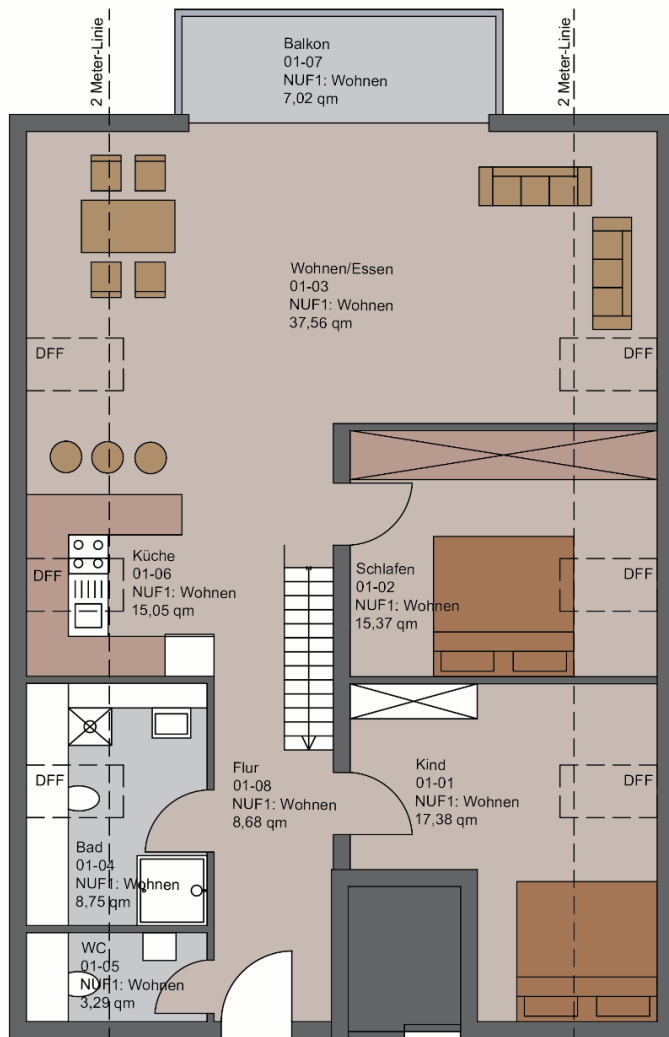 2 Meter-Linie
Balkon
01-07
NUF1: Wohnen
7,02 qm
2 Meter-Linie
Wohnen/Essen
01-03
NUF1: Wohnen
37,56 qm
DFF
DFF
Küche
01-06
NUF1: Wohnen
15,05 qm
DFF
Schlafen
01-02
NUF1: Wohnen
15,37 qm
DFF
Flur
01-08
NUF1: Wohnen
8,68 qm
Kind
01-01
NUF1: Wohnen
17,38 qm
DFF
DFF
Bad
01-04
NUF1: Wohnen
8,75 qm
WC
01-05
NUF1: Wohnen
3,29 qm